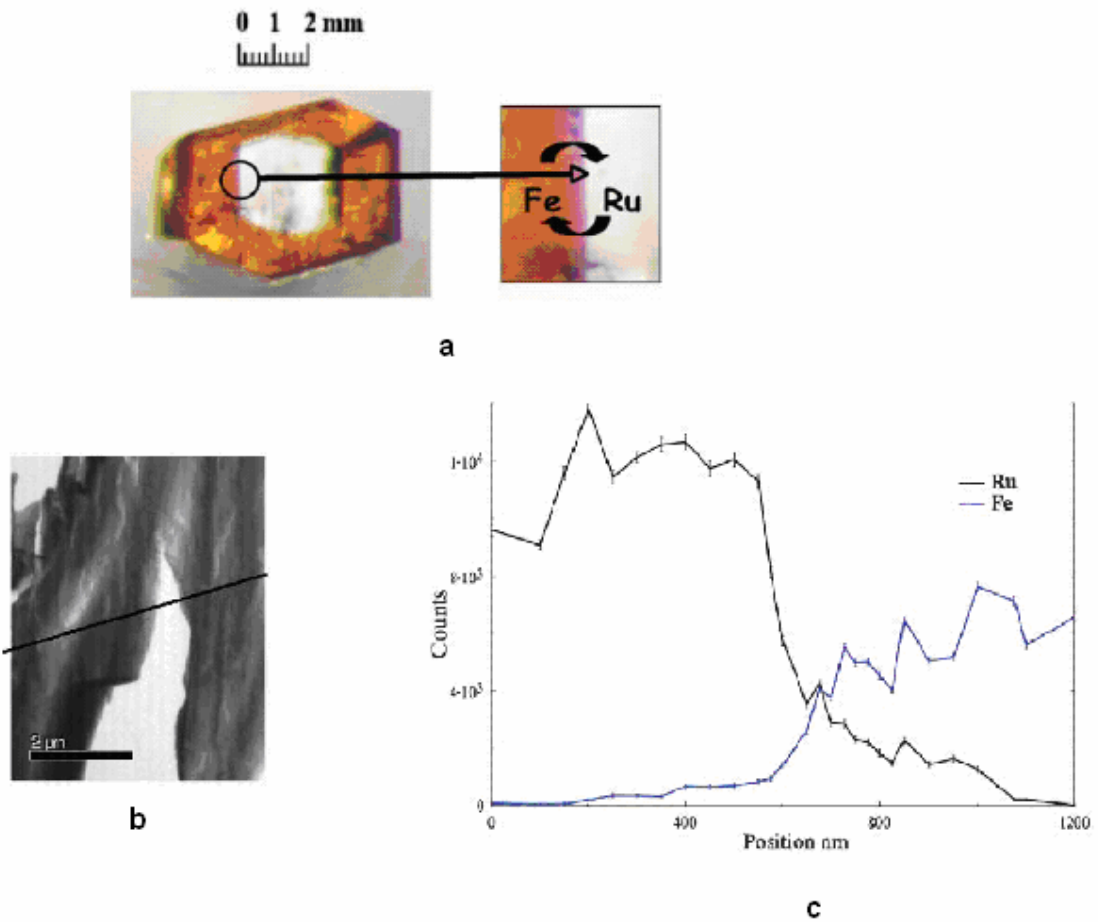 0 1 2 mm
Fe Ru
a
2 μm
b
1·10⁴
8·10³
4·10³
0
Counts
Ru
Fe
0 400 800 1200
Position nm
c